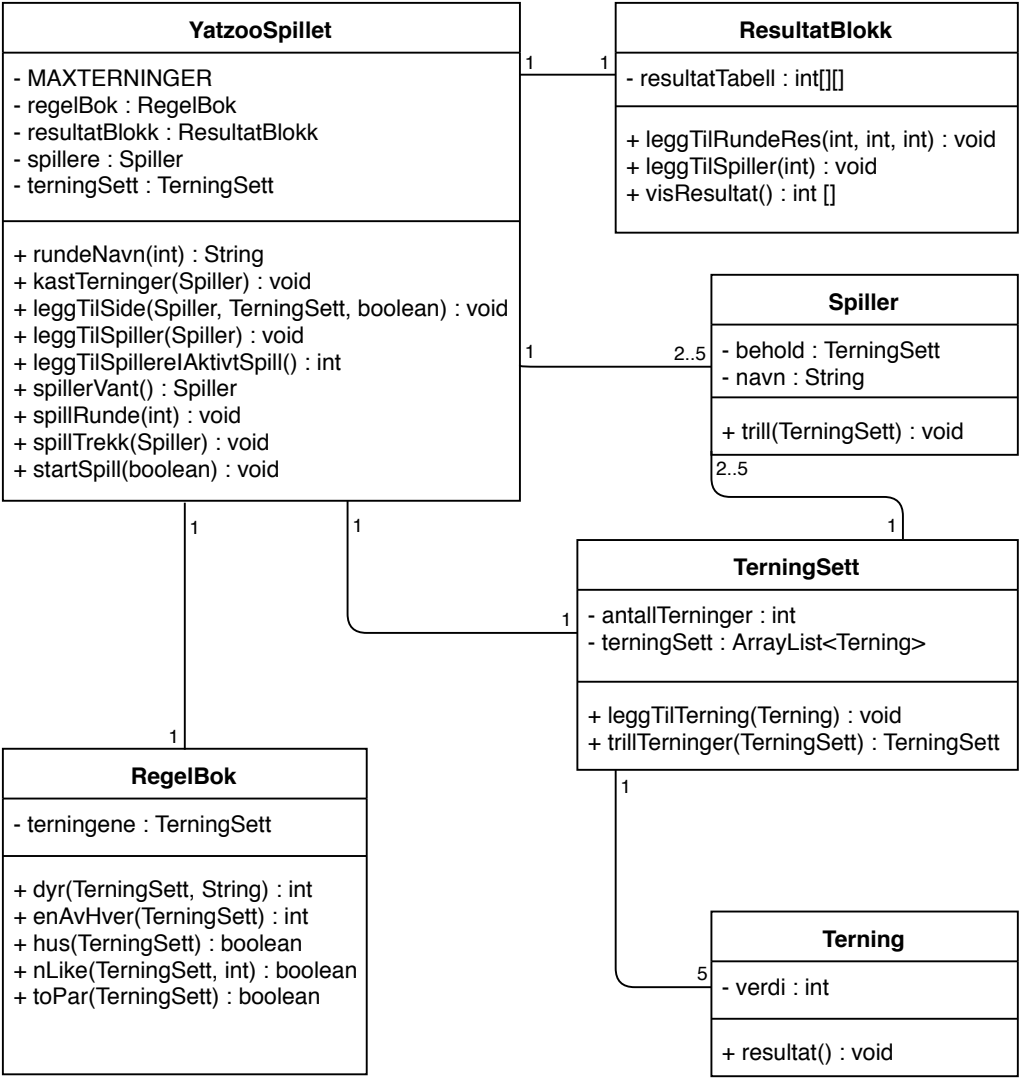 YatzooSpillet
- MAXTERNINGER
- regelBok : RegelBok
- resultatBlokk : ResultatBlokk
- spillere : Spiller
- terningSett : TerningSett
+ rundeNavn(int) : String
+ kastTerninger(Spiller) : void
+ leggTilSide(Spiller, TerningSett, boolean) : void
+ leggTilSpiller(Spiller) : void
+ leggTilSpillereIAktivtSpill() : int
+ spillerVant() : Spiller
+ spillRunde(int) : void
+ spillTrekk(Spiller) : void
+ startSpill(boolean) : void
1
1
ResultatBlokk
- resultatTabell : int[][]
+ leggTilRundeRes(int, int, int) : void
+ leggTilSpiller(int) : void
+ visResultat() : int []
1
2..5
Spiller
- behold : TerningSett
- navn : String
+ trill(TerningSett) : void
2..5
1
1
1
1
TerningSett
- antallTerninger : int
- terningSett : ArrayList<Terning>
+ leggTilTerning(Terning) : void
+ trillTerninger(TerningSett) : TerningSett
1
RegelBok
- terningene : TerningSett
+ dyr(TerningSett, String) : int
+ enAvHver(TerningSett) : int
+ hus(TerningSett) : boolean
+ nLike(TerningSett, int) : boolean
+ toPar(TerningSett) : boolean
1
5
Terning
- verdi : int
+ resultat() : void